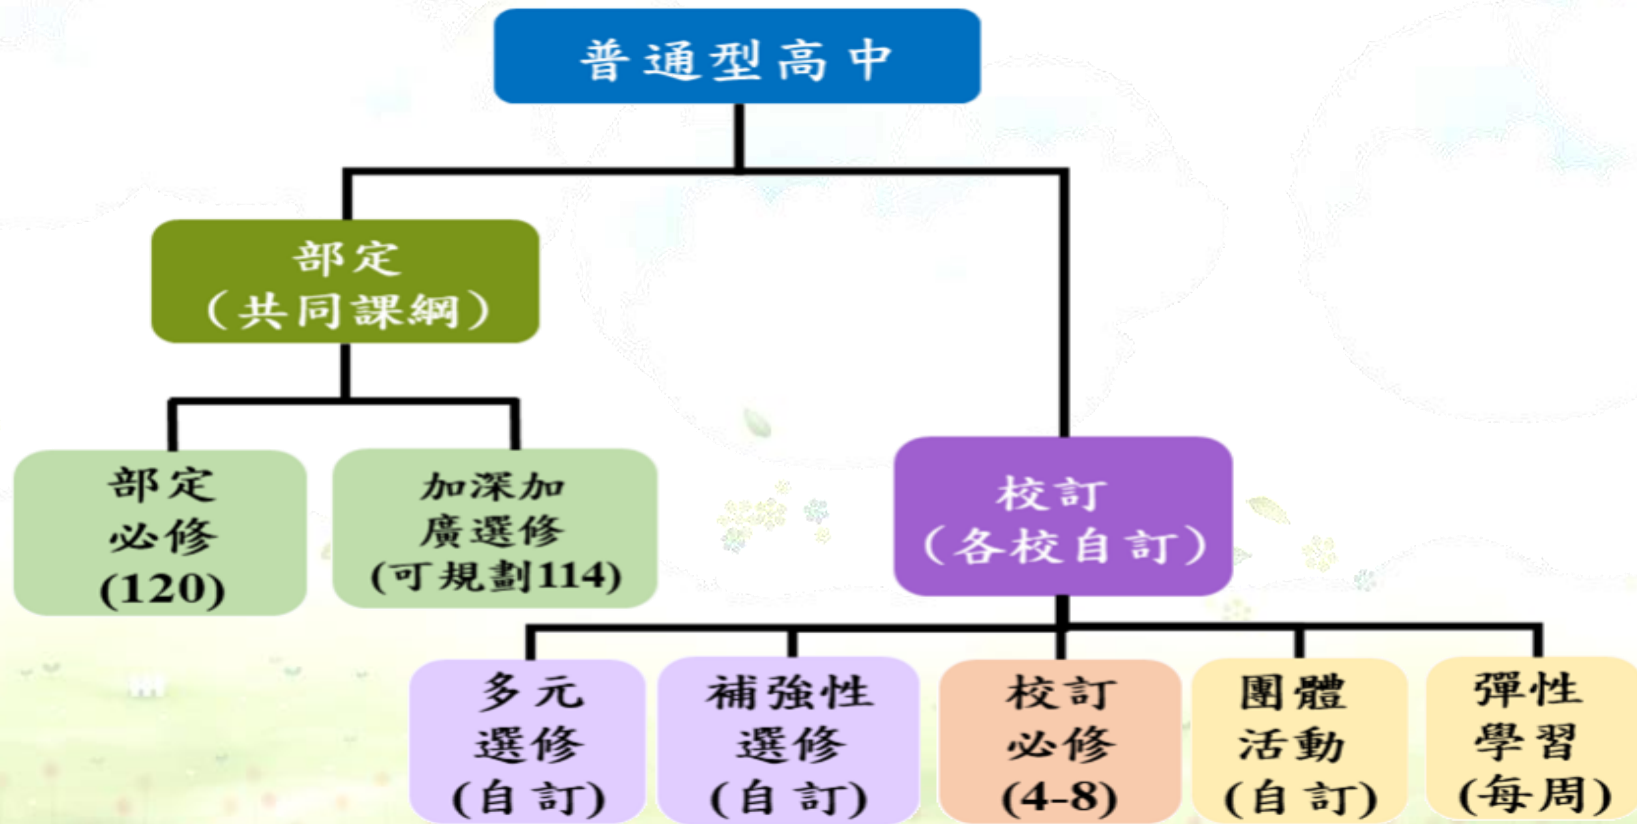 普通型高中
部定
（共同課綱）
部定
必修
(120)
加深加
廣選修
(可規劃114)
校訂
（各校自訂）
多元
選修
(自訂)
補強性
選修
(自訂)
校訂
必修
(4-8)
團體
活動
(自訂)
彈性
學習
(每周)